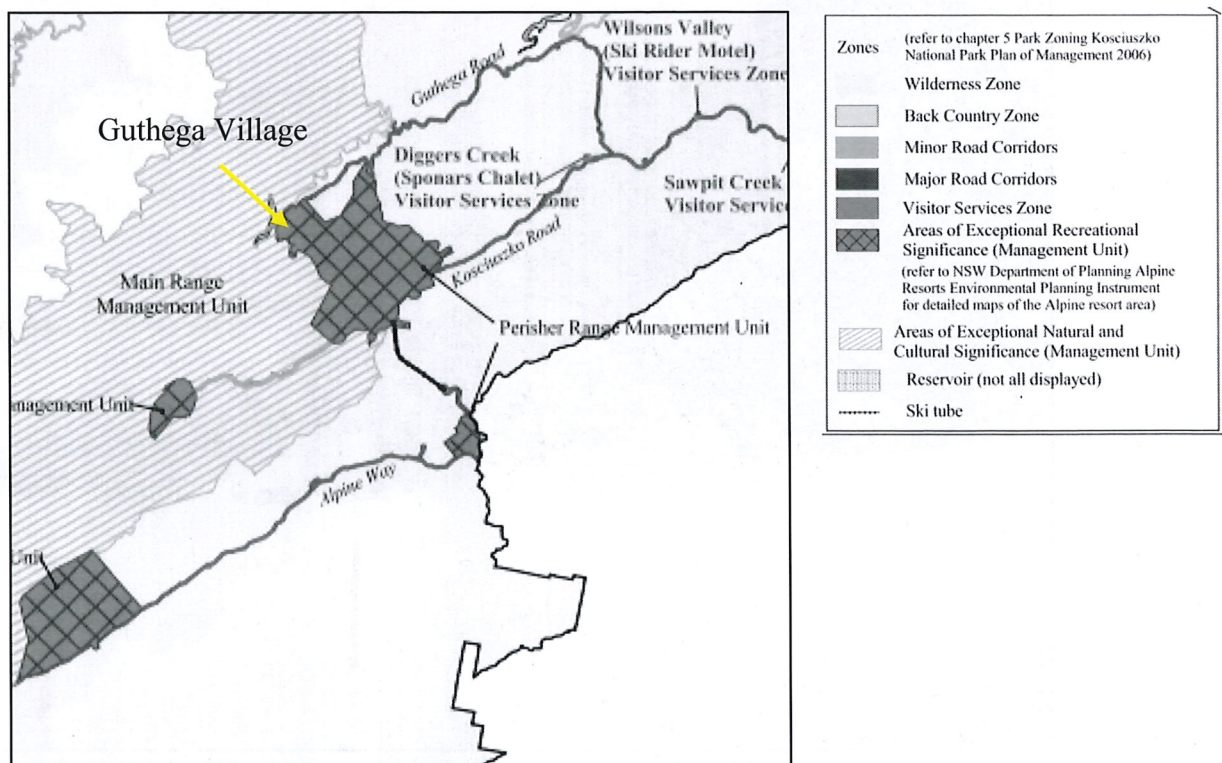 Wilsons Valley
(Ski Rider Motel)
Visitor Services Zone
Guthega Road
Guthega Village
Diggers Creek
(Sponars Chalet)
Visitor Services Zone
Sawpit Creek
Visitor Servic
Kosciuszko Road
Main Range
Management Unit
Perisher Range Management Unit
nagement Unit
Alpine Way
Unit
Zones
(refer to chapter 5 Park Zoning Kosciuszko
National Park Plan of Management 2006)
Wilderness Zone
Back Country Zone
Minor Road Corridors
Major Road Corridors
Visitor Services Zone
Areas of Exceptional Recreational
Significance (Management Unit)
(refer to NSW Department of Planning Alpine
Resorts Environmental Planning Instrument
for detailed maps of the Alpine resort area)
Areas of Exceptional Natural and
Cultural Significance (Management Unit)
Reservoir (not all displayed)
Ski tube